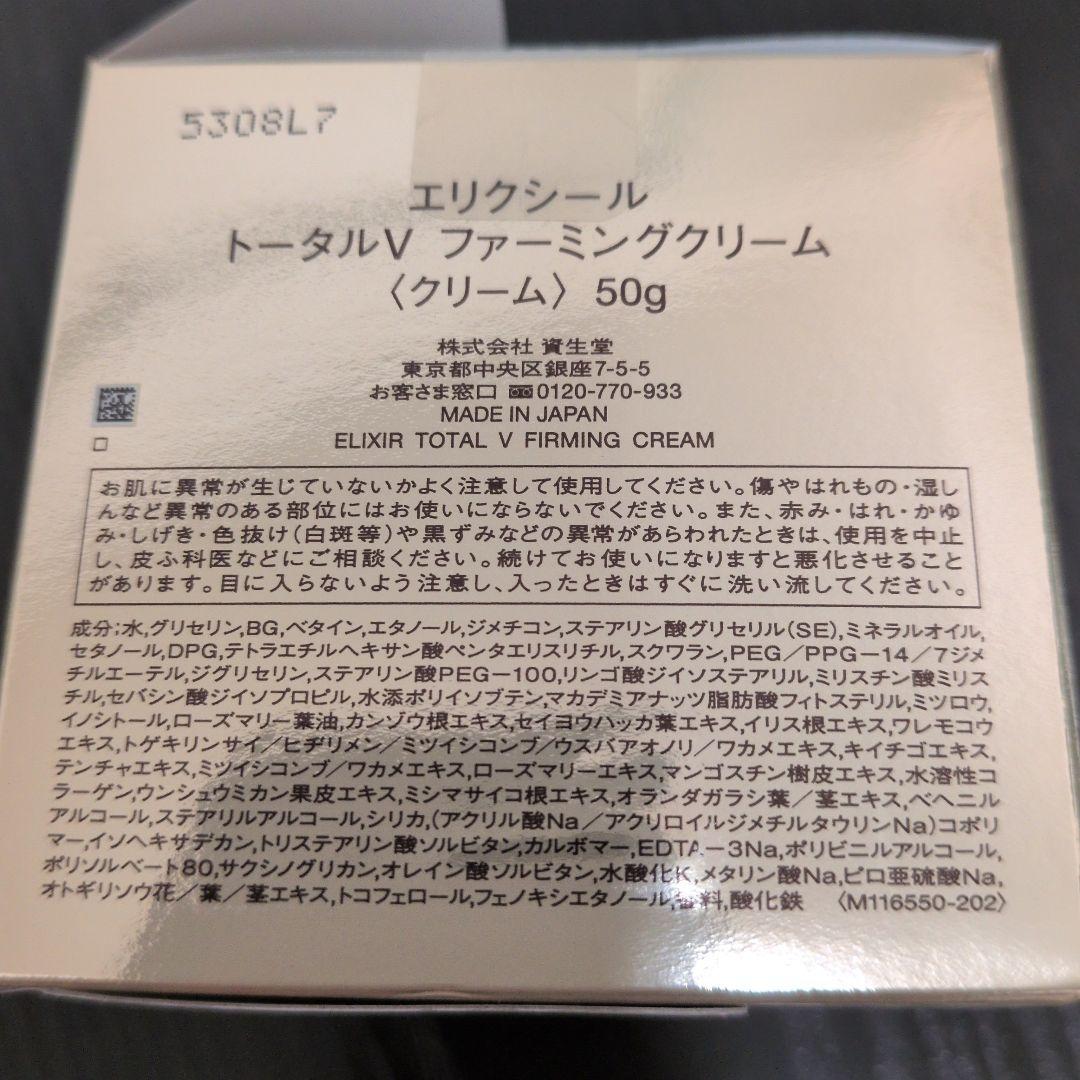 5308L7
エリクシール
トータルV ファーミングクリーム
〈クリーム〉 50g
株式会社 資生堂
東京都中央区銀座7-5-5
お客さま窓口 0120-770-933
MADE IN JAPAN
ELIXIR TOTAL V FIRMING CREAM
お肌に異常が生じていないかよく注意して使用してください。傷やはれもの・湿し
んなど異常のある部位にはお使いにならないでください。また、赤み・はれ・かゆ
み・しげき・色抜け(白斑等)や黒ずみなどの異常があらわれたときは、使用を中止
し、皮ふ科医などにご相談ください。続けてお使いになりますと悪化させること
があります。目に入らないよう注意し、入ったときはすぐに洗い流してください。
成分;水,グリセリン,BG,ベタイン,エタノール,ジメチコン,ステアリン酸グリセリル(SE),ミネラルオイル,
セタノール,DPG,テトラエチルヘキサン酸ペンタエリスリチル,スクワラン,PEG/PPG-14/7ジメ
チルエーテル,ジグリセリン,ステアリン酸PEG-100,リンゴ酸ジイソステアリル,ミリスチン酸ミリス
チル,セバシン酸ジイソプロピル,水添ポリイソブテン,マカデミアナッツ脂肪酸フィトステリル,ミツロウ,
イノシトール,ローズマリー葉油,カンゾウ根エキス,セイヨウハッカ葉エキス,イリス根エキス,ワレモコウ
エキス,トゲキリンサイ/ヒヂリメン/ミツイシコンブ/ウスバアオノリ/ワカメエキス,キイチゴエキス,
テンチャエキス,ミツイシコンブ/ワカメエキス,ローズマリーエキス,マンゴスチン樹皮エキス,水溶性コ
ラーゲン,ウンシュウミカン果皮エキス,ミシマサイコ根エキス,オランダガラシ葉/茎エキス,ベヘニル
アルコール,ステアリルアルコール,シリカ,(アクリル酸Na/アクリロイルジメチルタウリンNa)コポリ
マー,イソヘキサデカン,トリステアリン酸ソルビタン,カルボマー,EDTA-3Na,ポリビニルアルコール,
ポリソルベート80,サクシノグリカン,オレイン酸ソルビタン,水酸化K,メタリン酸Na,ピロ亜硫酸Na,
オトギリソウ花/葉/茎エキス,トコフェロール,フェノキシエタノール,香料,酸化鉄 〈M116550-202〉